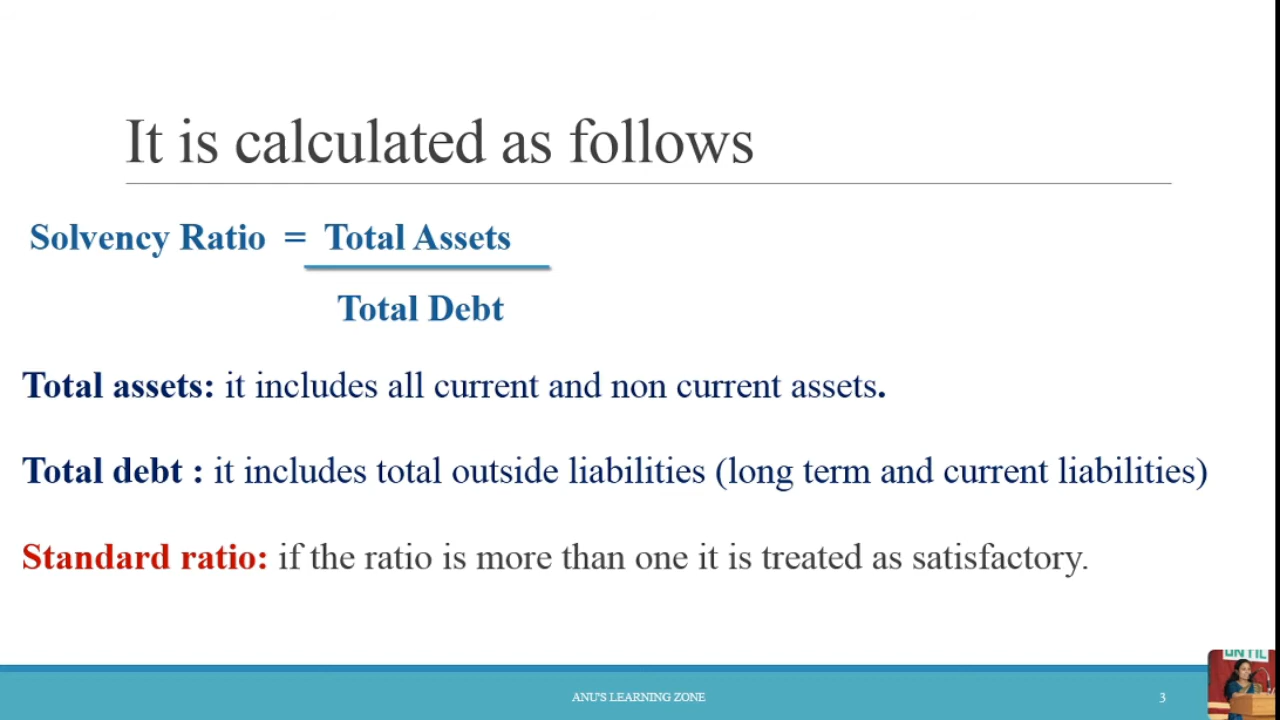 It is calculated as follows
Solvency Ratio = Total Assets
Total Debt
Total assets: it includes all current and non current assets.
Total debt : it includes total outside liabilities (long term and current liabilities)
Standard ratio: if the ratio is more than one it is treated as satisfactory.
ANU'S LEARNING ZONE
3